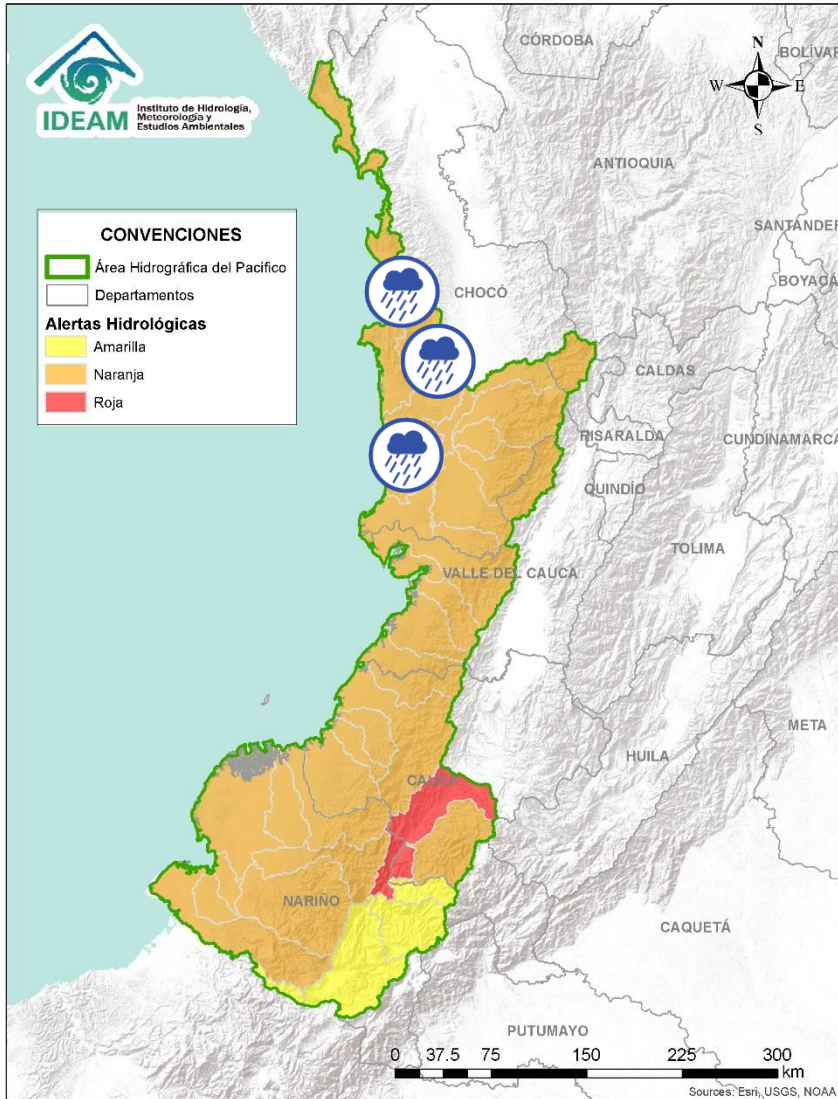 IDEAM
Instituto de Hidrología,
Meteorología y
Estudios Ambientales
N
W
E
S
CONVENCIONES
Área Hidrográfica del Pacifico
Departamentos
Alertas Hidrológicas
Amarilla
Naranja
Roja
CÓRDOBA
BOLÍVAR
ANTIOQUIA
SANTANDER
BOYACÁ
CHOCÓ
CALDAS
RISARALDA
CUNDINAMARCA
QUINDÍO
TOLIMA
VALLE DEL CAUCA
META
HUILA
CAUCA
NARIÑO
CAQUETÁ
PUTUMAYO
0 37.5 75 150 225 300
km
Sources: Esri, USGS, NOAA